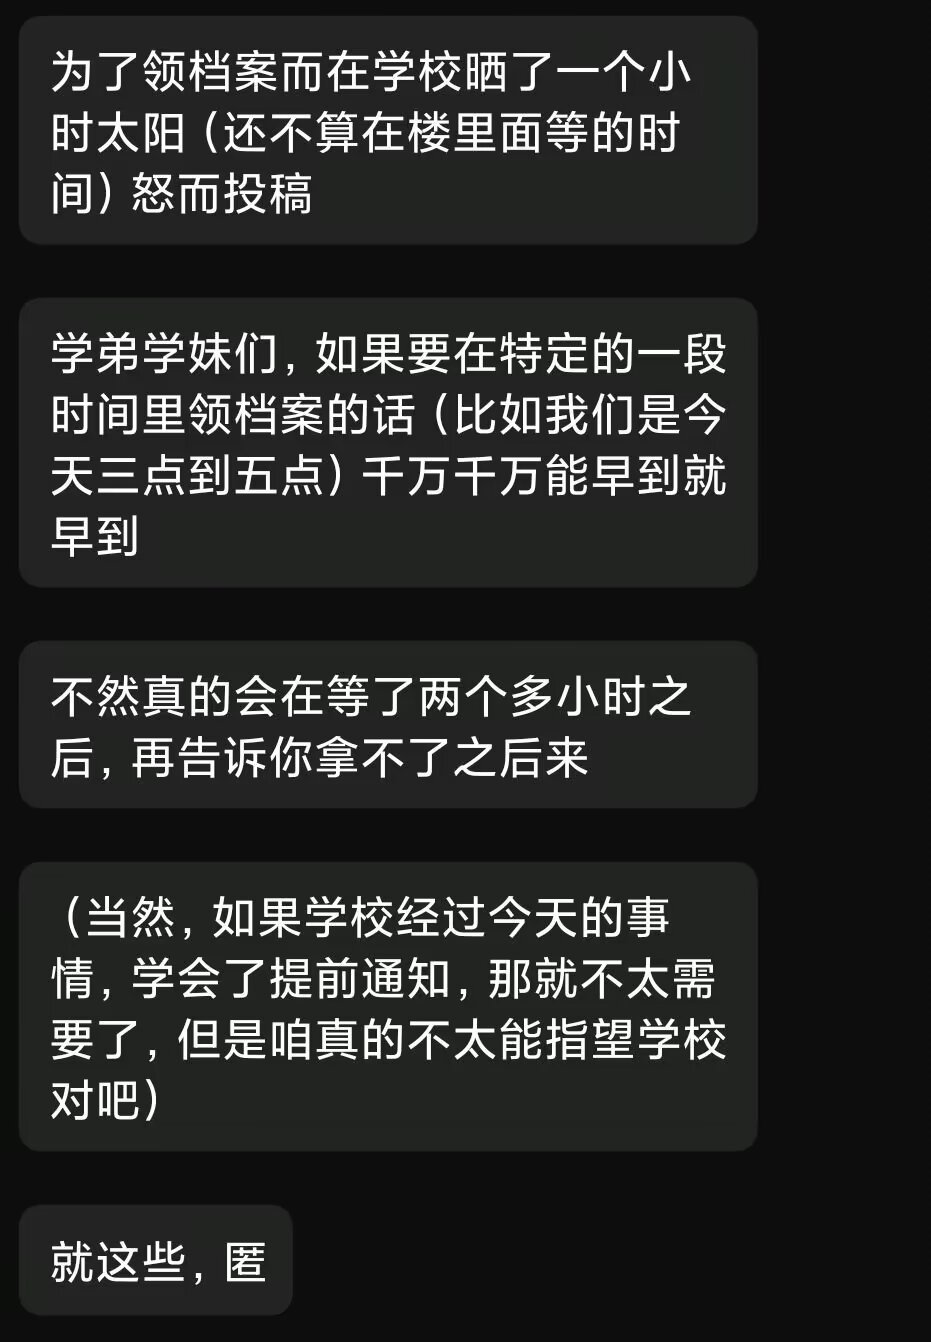 为了领档案而在学校晒了一个小
时太阳（还不算在楼里面等的时
间）怒而投稿
学弟学妹们，如果要在特定的一段
时间里领档案的话（比如我们是今
天三点到五点）千万千万能早到就
早到
不然真的会在等了两个多小时之
后，再告诉你拿不了之后来
（当然，如果学校经过今天的事
情，学会了提前通知，那就不太需
要了，但是咱真的不太能指望学校
对吧）
就这些，匿